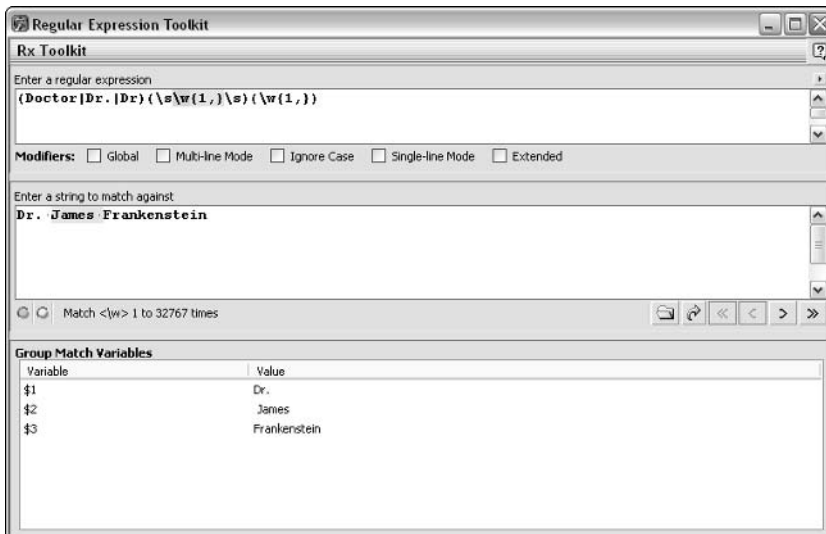 Regular Expression Toolkit
Rx Toolkit
Enter a regular expression
(Doctor|Dr.|Dr)(\s\w{1,}\s)(\w{1,})
Modifiers: Global Multi-line Mode Ignore Case Single-line Mode Extended
Enter a string to match against
Dr. James Frankenstein
Match <\w> 1 to 32767 times
Group Match Variables
Variable Value
$1 Dr.
$2 James
$3 Frankenstein